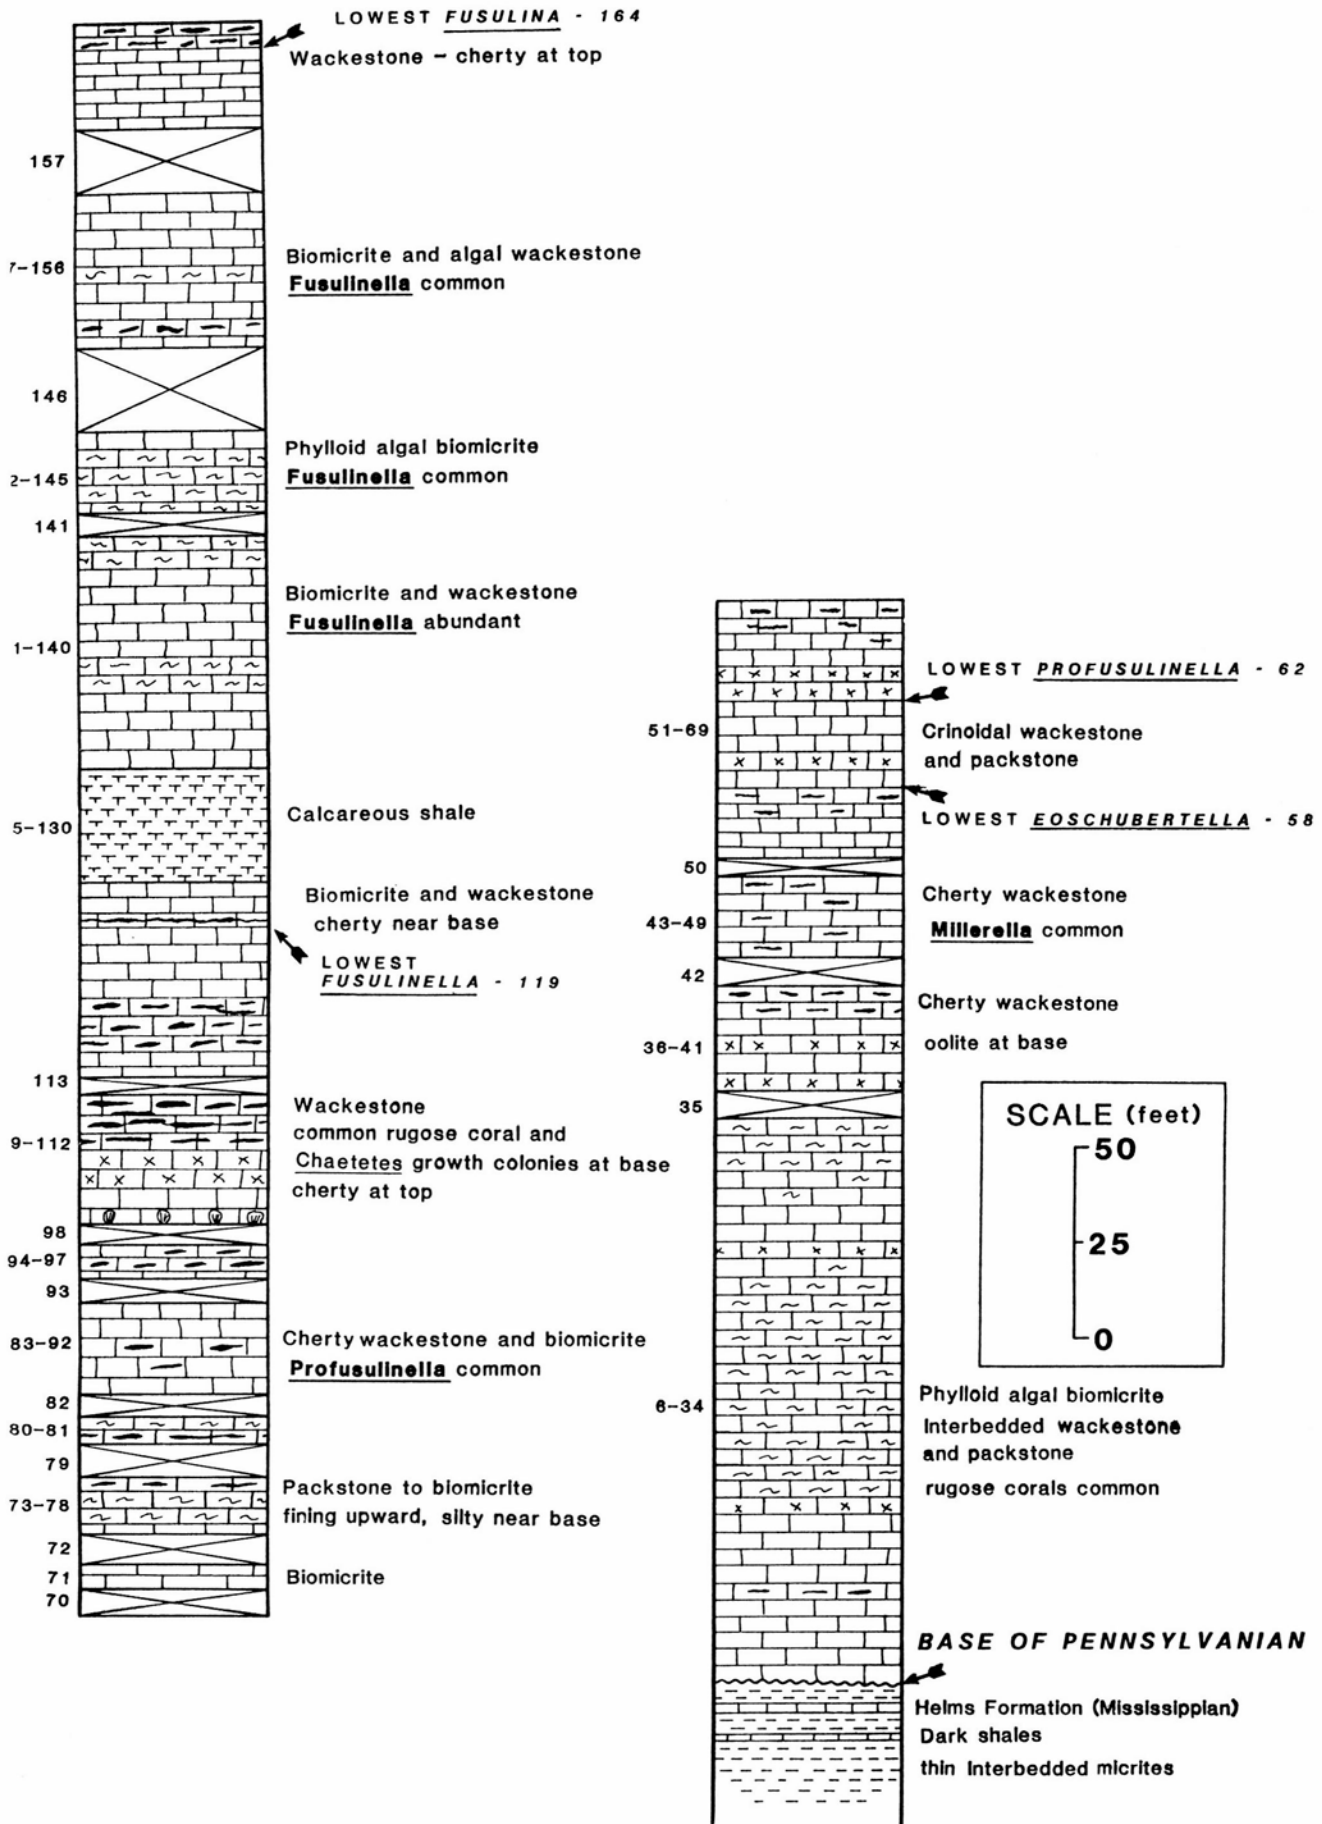 LOWEST FUSULINA - 164
Wackestone – cherty at top
157
7-156
Biomicrite and algal wackestone
Fusulinella common
146
Phylloid algal biomicrite
2-145
Fusulinella common
141
Biomicrite and wackestone
Fusulinella abundant
1-140
Calcareous shale
5-130
Biomicrite and wackestone
cherty near base
LOWEST
FUSULINELLA - 119
113
Wackestone
common rugose coral and
9-112
Chaetetes growth colonies at base
cherty at top
98
94-97
93
83-92
Cherty wackestone and biomicrite
Profusulinella common
82
80-81
79
Packstone to biomicrite
73-78
fining upward, silty near base
72
71
Biomicrite
70
LOWEST PROFUSULINELLA - 62
51-69
Crinoidal wackestone
and packstone
LOWEST EOSCHUBERTELLA - 58
50
Cherty wackestone
43-49
Millerella common
42
Cherty wackestone
36-41
oolite at base
35
SCALE (feet)
50
25
0
6-34
Phylloid algal biomicrite
Interbedded wackestone
and packstone
rugose corals common
BASE OF PENNSYLVANIAN
Helms Formation (Mississippian)
Dark shales
thin Interbedded micrites